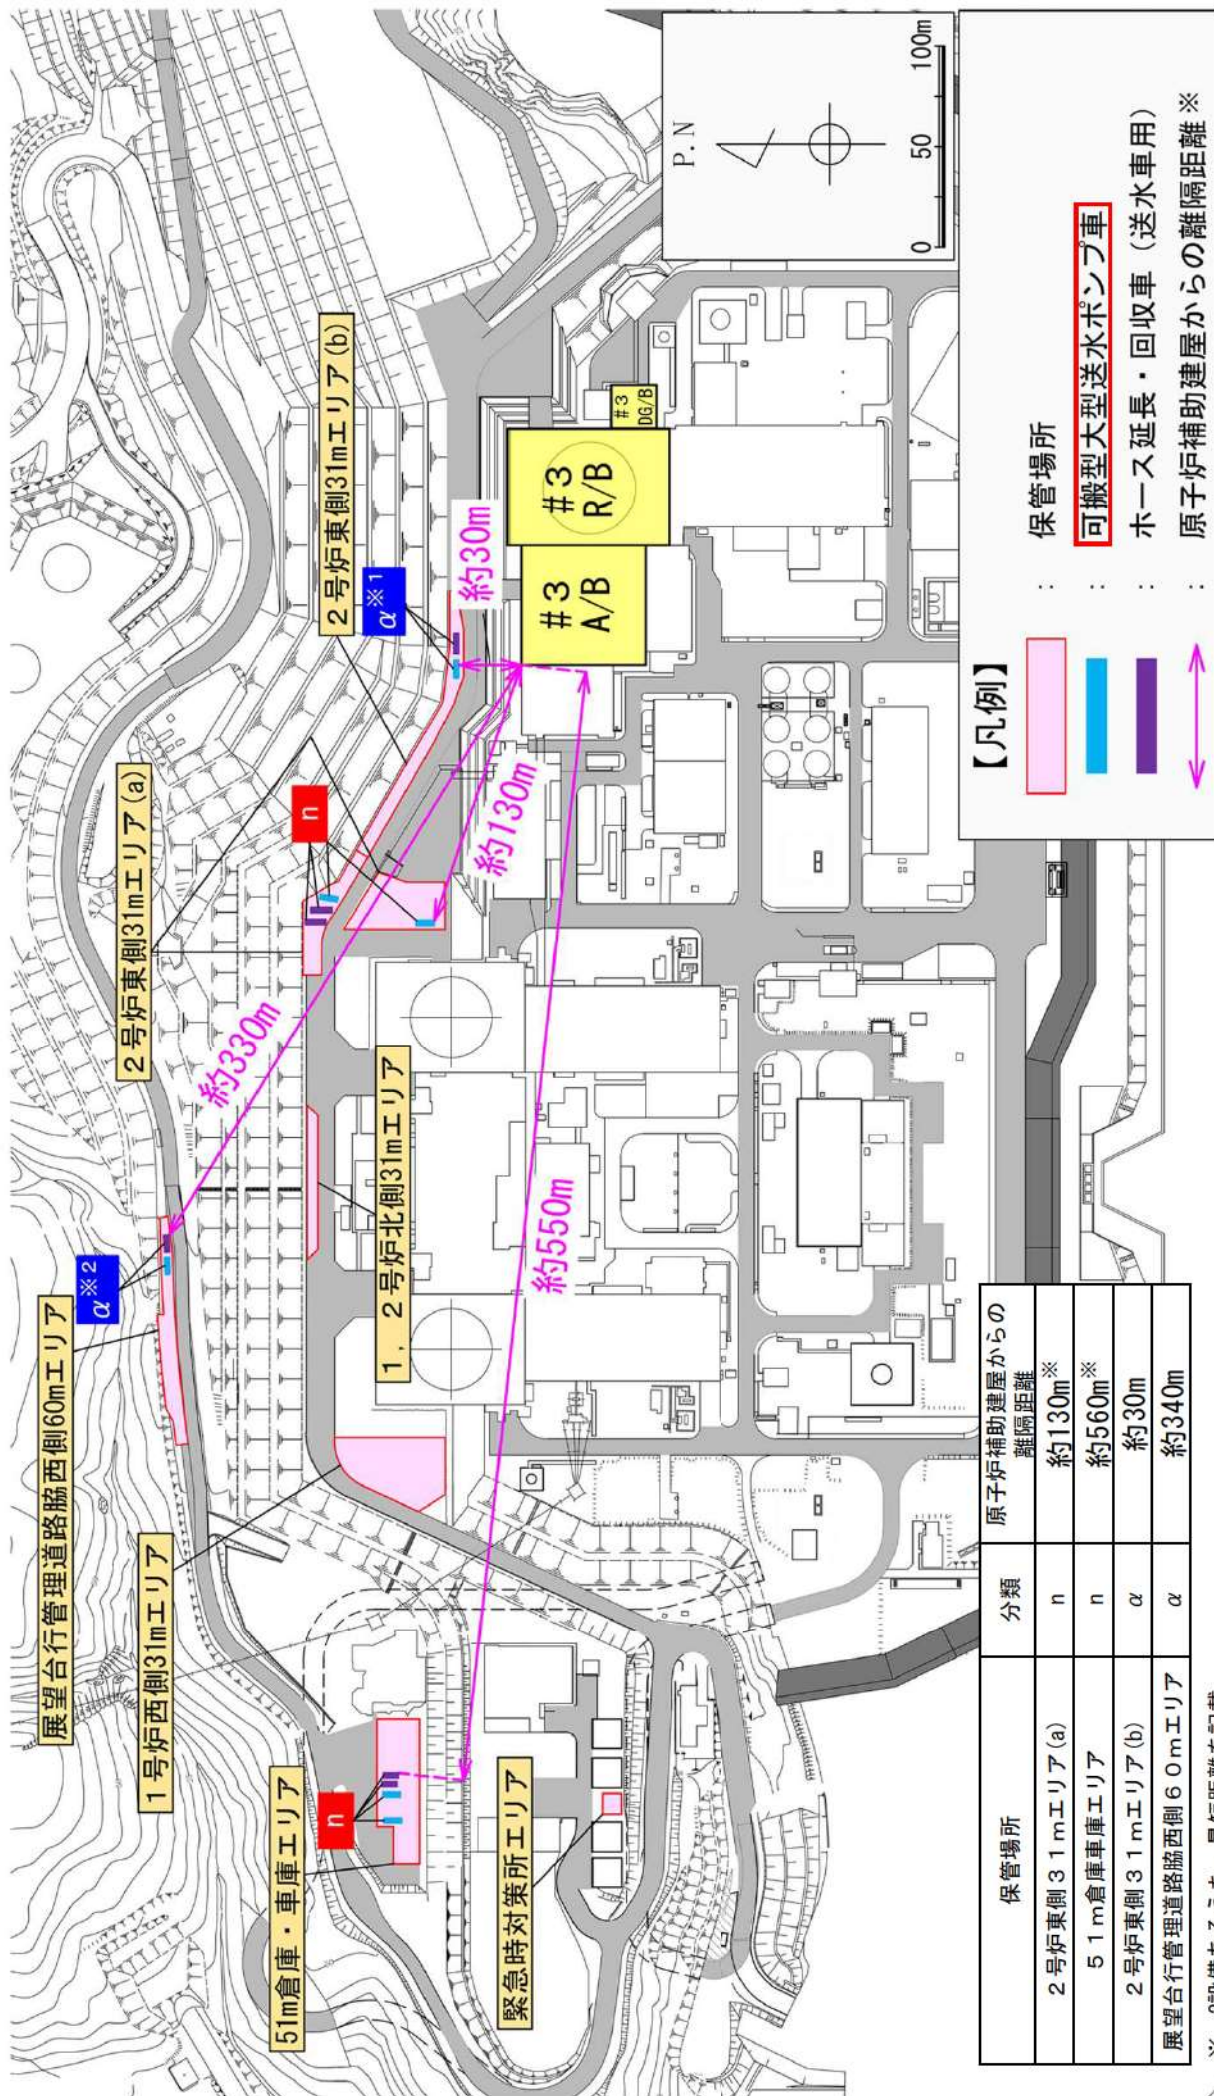 展望台行管理道路脇西側60mエリア
α※2
1号炉西側31mエリア
2号炉東側31mエリア(a)
2号炉東側31mエリア(b)
α※1
n
51m倉庫・車庫エリア
n
1，2号炉北側31mエリア
緊急時対策所エリア
約330m
約130m
約30m
約550m
#3
A/B
#3
R/B
#3
DG/B
P.N
0 50 100m
【凡例】
： 保管場所
： 可搬型大型送水ポンプ車
： ホース延長・回収車（送水車用）
： 原子炉補助建屋からの離隔距離※
保管場所 分類 原子炉補助建屋からの
離隔距離
2号炉東側31mエリア(a) n 約130m※
51m倉庫車庫エリア n 約560m※
2号炉東側31mエリア(b) α 約30m
展望台行管理道路脇西側60mエリア α 約340m